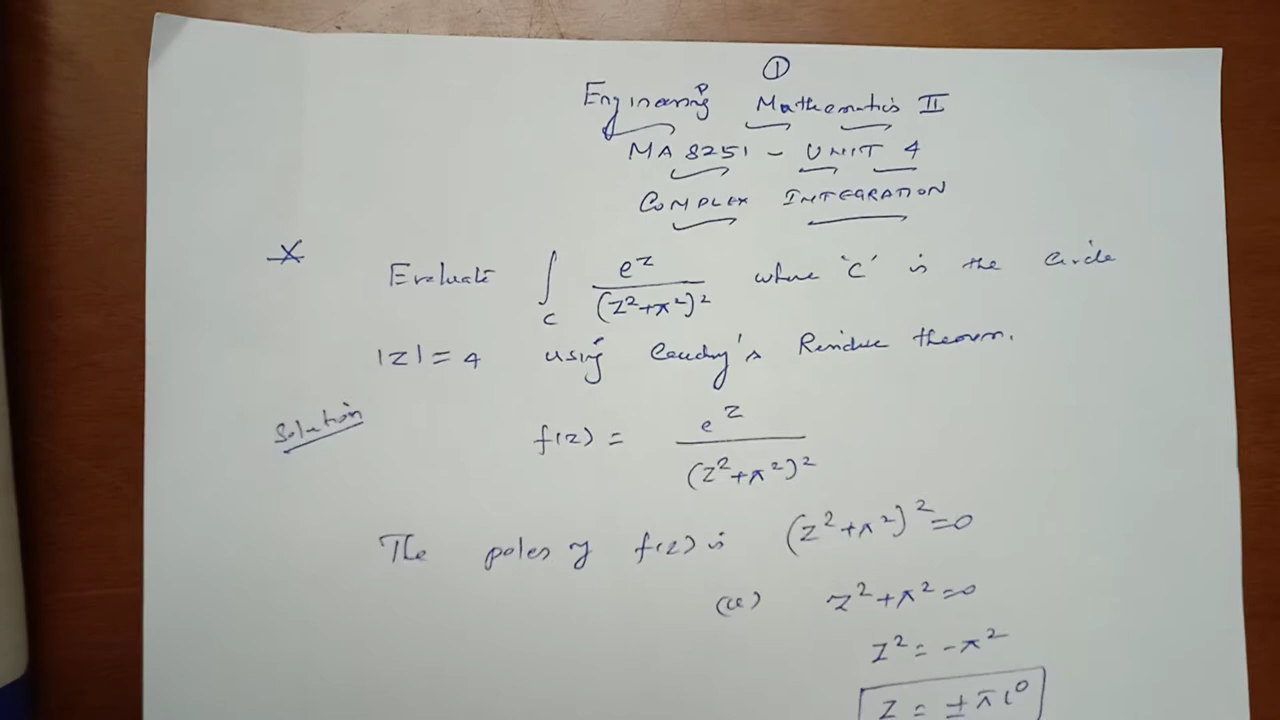 ①
Engineering Mathematics II
MA 8251 - UNIT 4
COMPLEX INTEGRATION
Evaluate ∫_C e^z/(z²+π²)² where 'C' is the circle
|z| = 4 using Cauchy's Residue theorem.
Solution
f(z) = e^z/(z²+π²)²
The poles of f(z) is (z²+π²)² = 0
(ie) z²+π² = 0
z² = -π²
z = ±πi